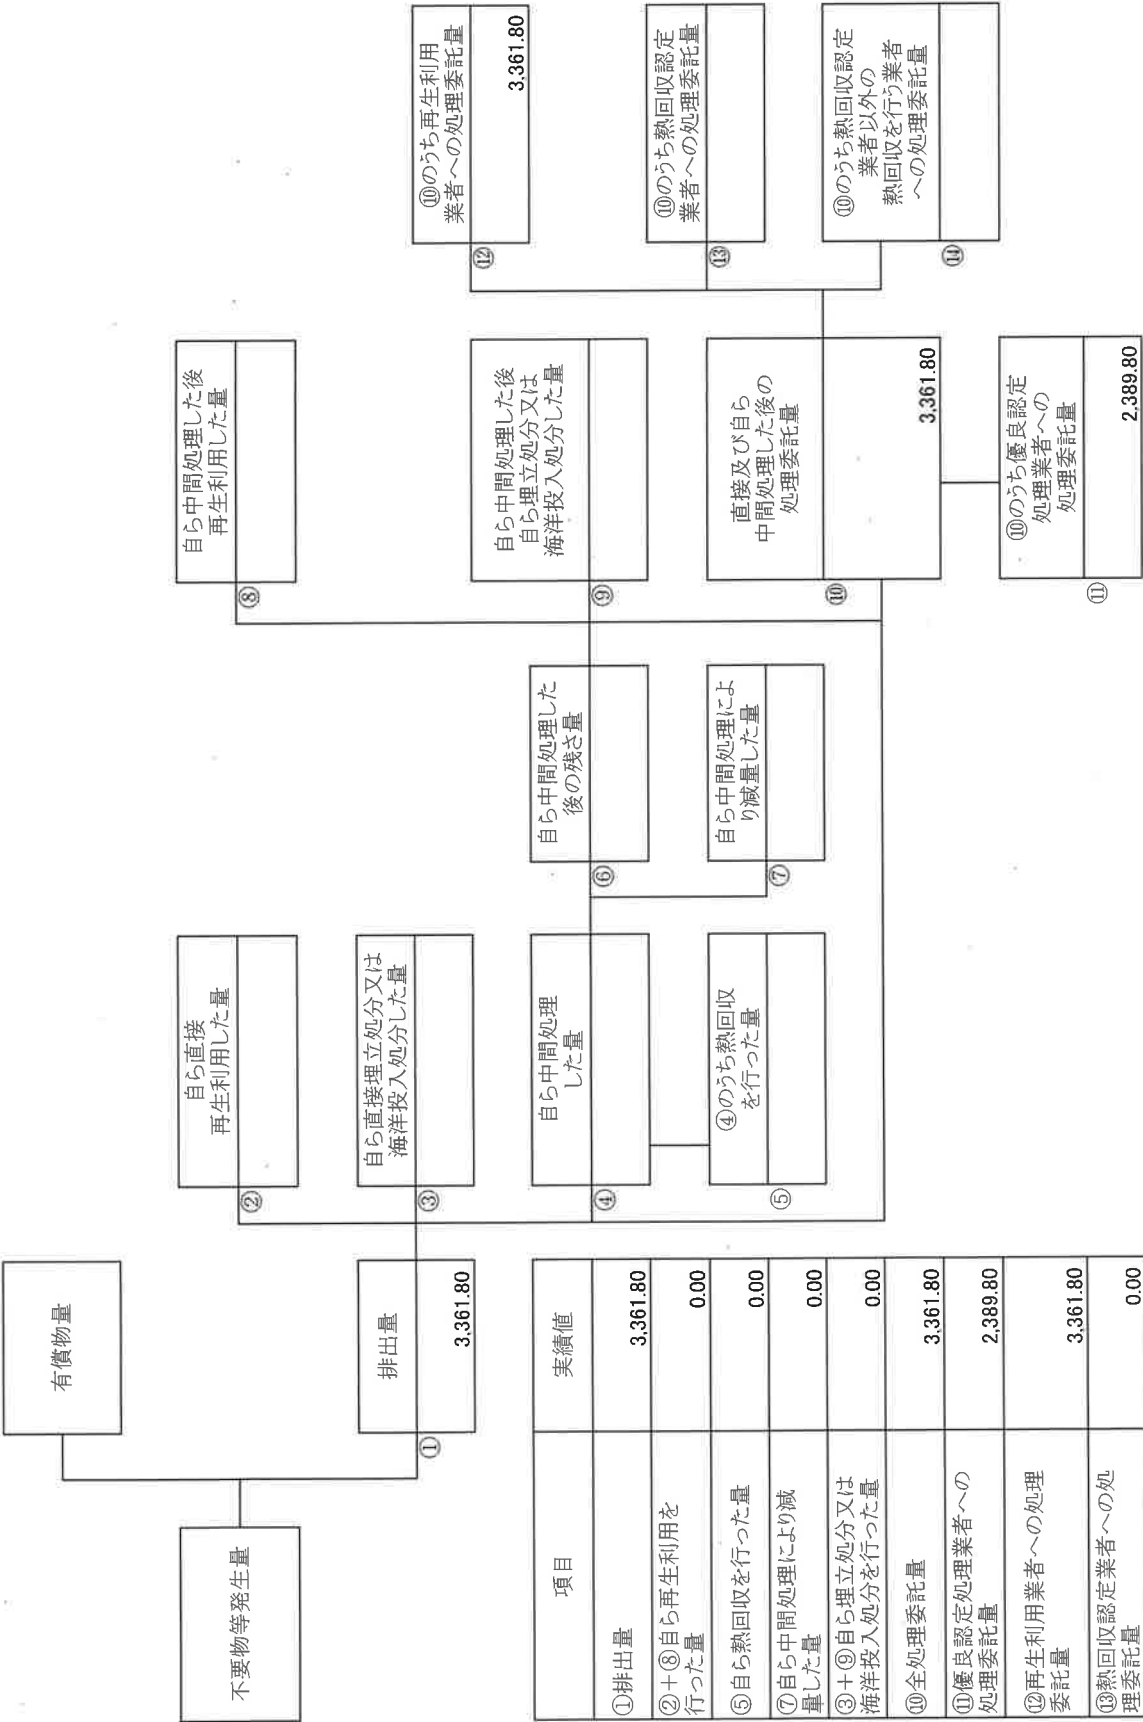 不要物等発生量
有償物量
①
排出量
3,361.80
②
自ら直接
再生利用した量
③
自ら直接埋立処分又は
海洋投入処分した量
④
自ら中間処理
した量
⑤
④のうち熱回収
を行った量
⑥
自ら中間処理した
後の残さ量
⑦
自ら中間処理によ
り減量した量
⑧
自ら中間処理した後
再生利用した量
⑨
自ら中間処理した後
自ら埋立処分又は
海洋投入処分した量
⑩
直接及び自ら
中間処理した後の
処理委託量
3,361.80
⑪
⑩のうち優良認定
処理業者への
処理委託量
2,389.80
⑫
⑩のうち再生利用
業者への処理委託量
3,361.80
⑬
⑩のうち熱回収認定
業者への処理委託量
⑭
⑩のうち熱回収認定
業者以外の
熱回収を行う業者
への処理委託量
項目 実績値
①排出量 3,361.80
②+⑧自ら再生利用を
行った量 0.00
⑤自ら熱回収を行った量 0.00
⑦自ら中間処理により減
量した量 0.00
③+⑨自ら埋立処分又は
海洋投入処分を行った量 0.00
⑩全処理委託量 3,361.80
⑪優良認定処理業者への
処理委託量 2,389.80
⑫再生利用業者への処理
委託量 3,361.80
⑬熱回収認定業者への処
理委託量 0.00